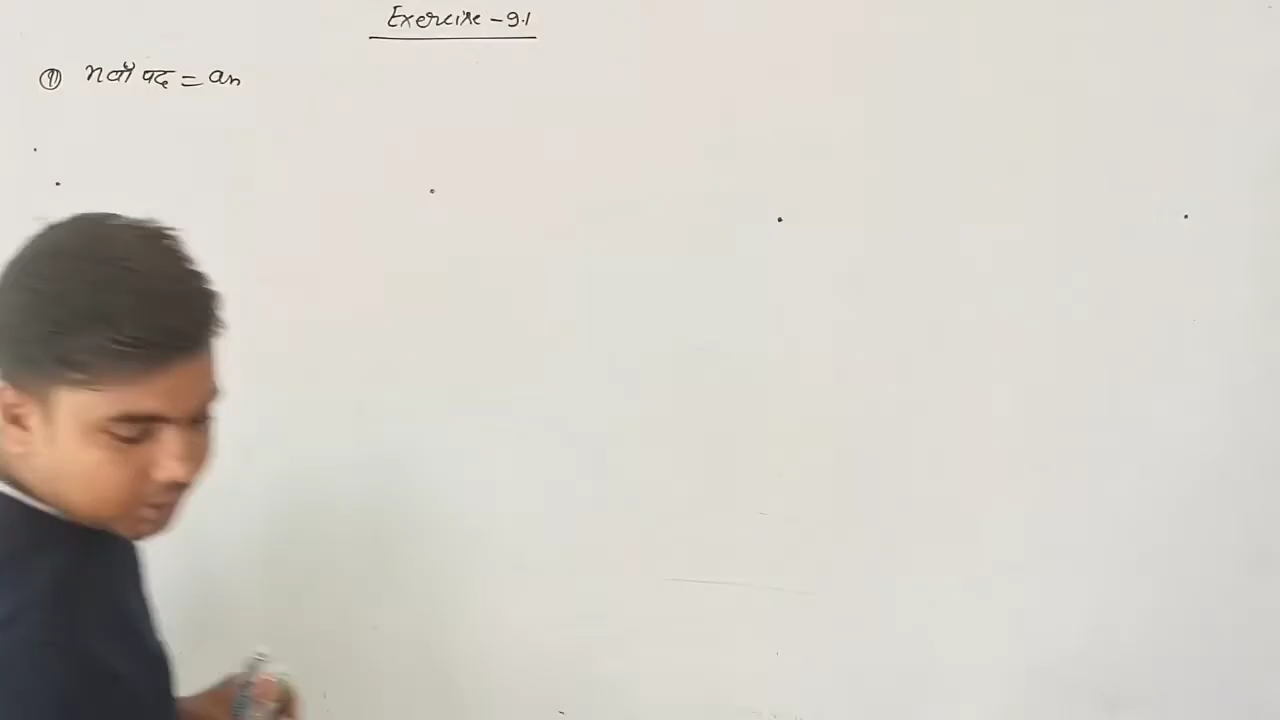 Exercise - 9.1
① nवाँ पद = an